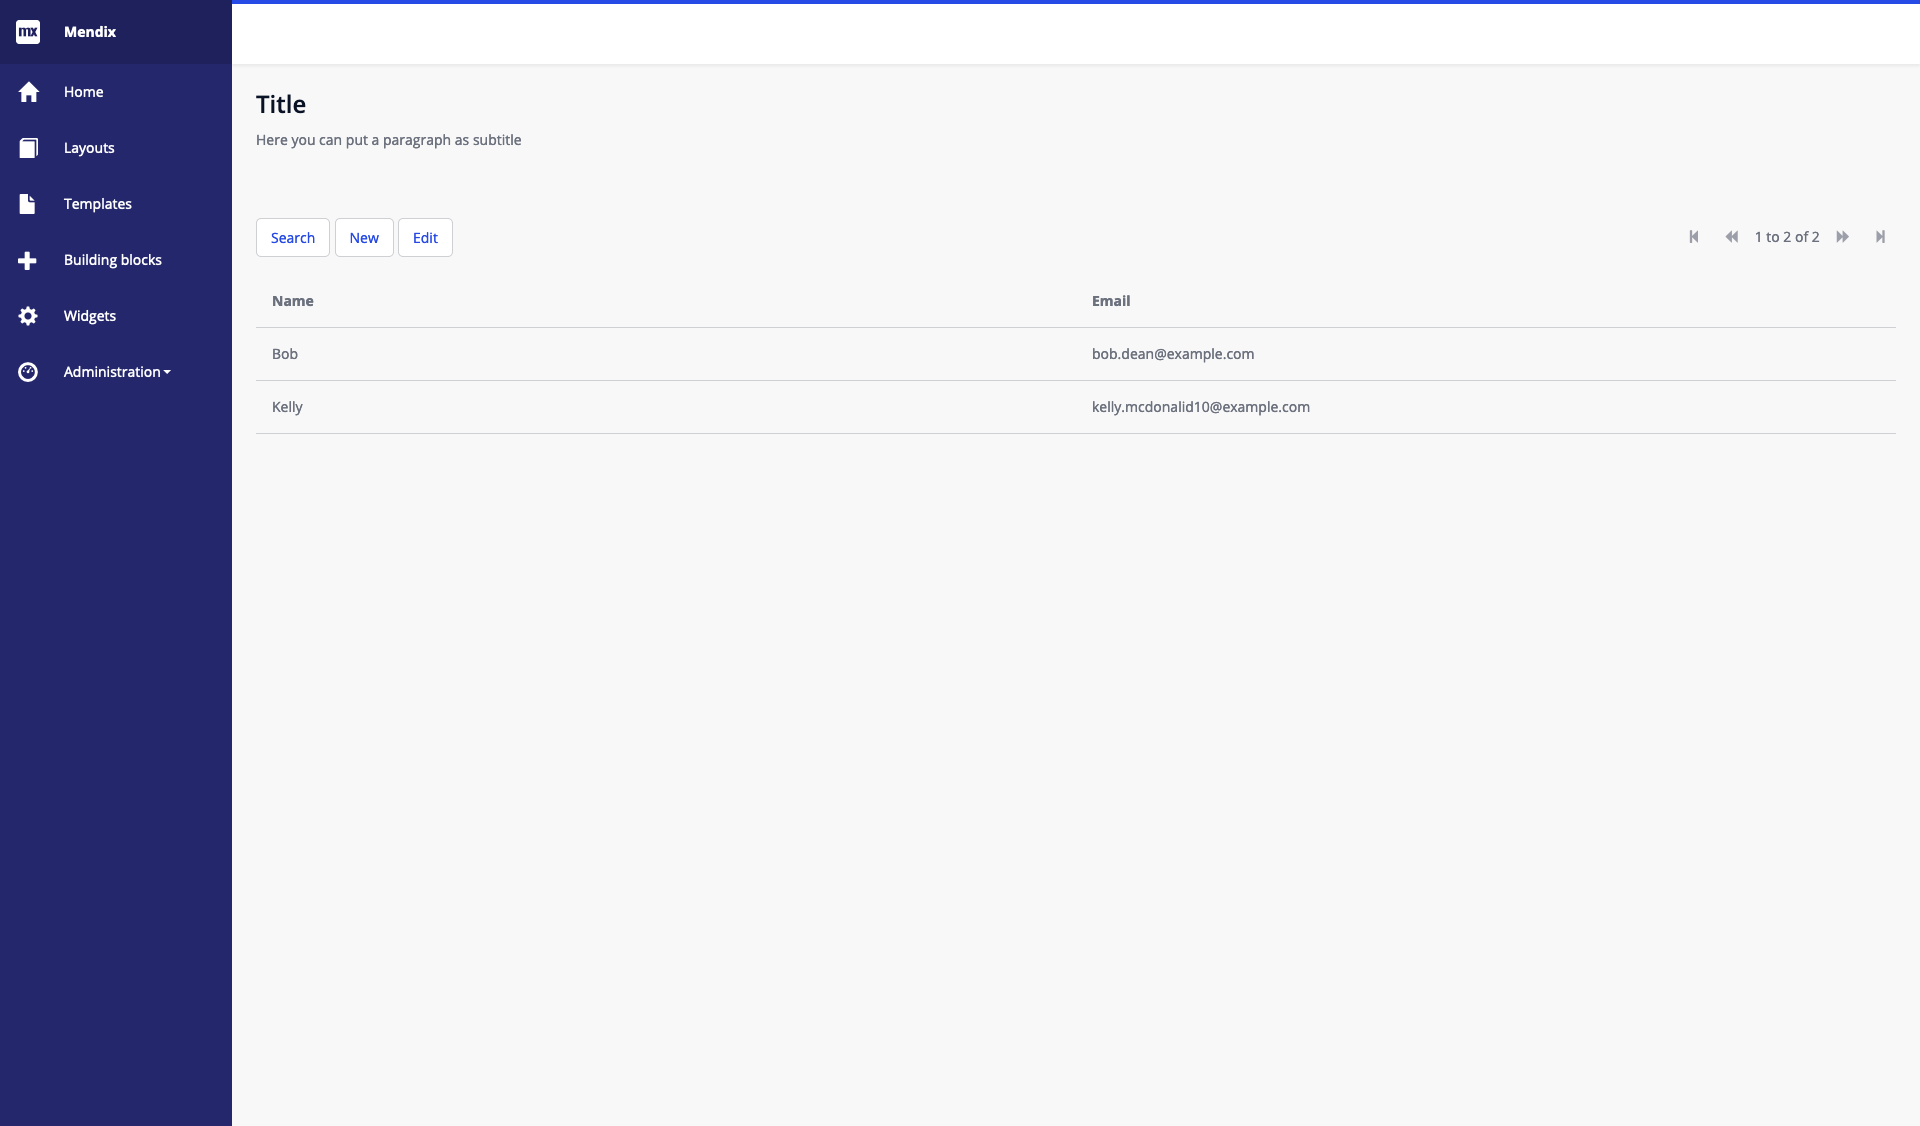 mx Mendix
Home
Layouts
Templates
Building blocks
Widgets
Administration
Title
Here you can put a paragraph as subtitle
Search New Edit 1 to 2 of 2
Name Email
Bob bob.dean@example.com
Kelly kelly.mcdonalid10@example.com